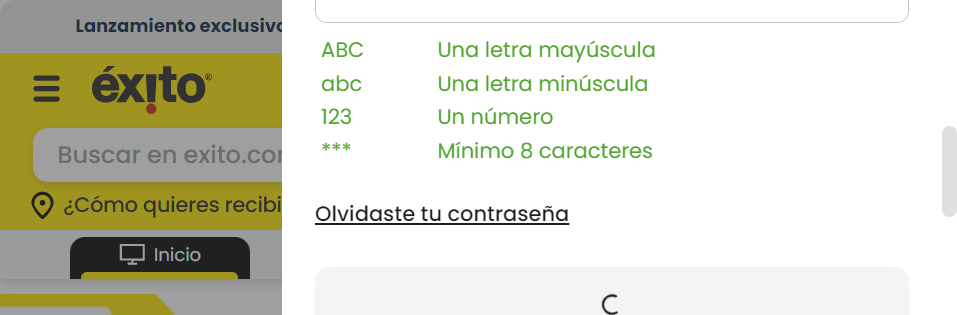 Lanzamiento exclusivo
éxito®
Buscar en exito.con
¿Cómo quieres recibi
Inicio
ABC Una letra mayúscula
abc Una letra minúscula
123 Un número
*** Mínimo 8 caracteres
Olvidaste tu contraseña